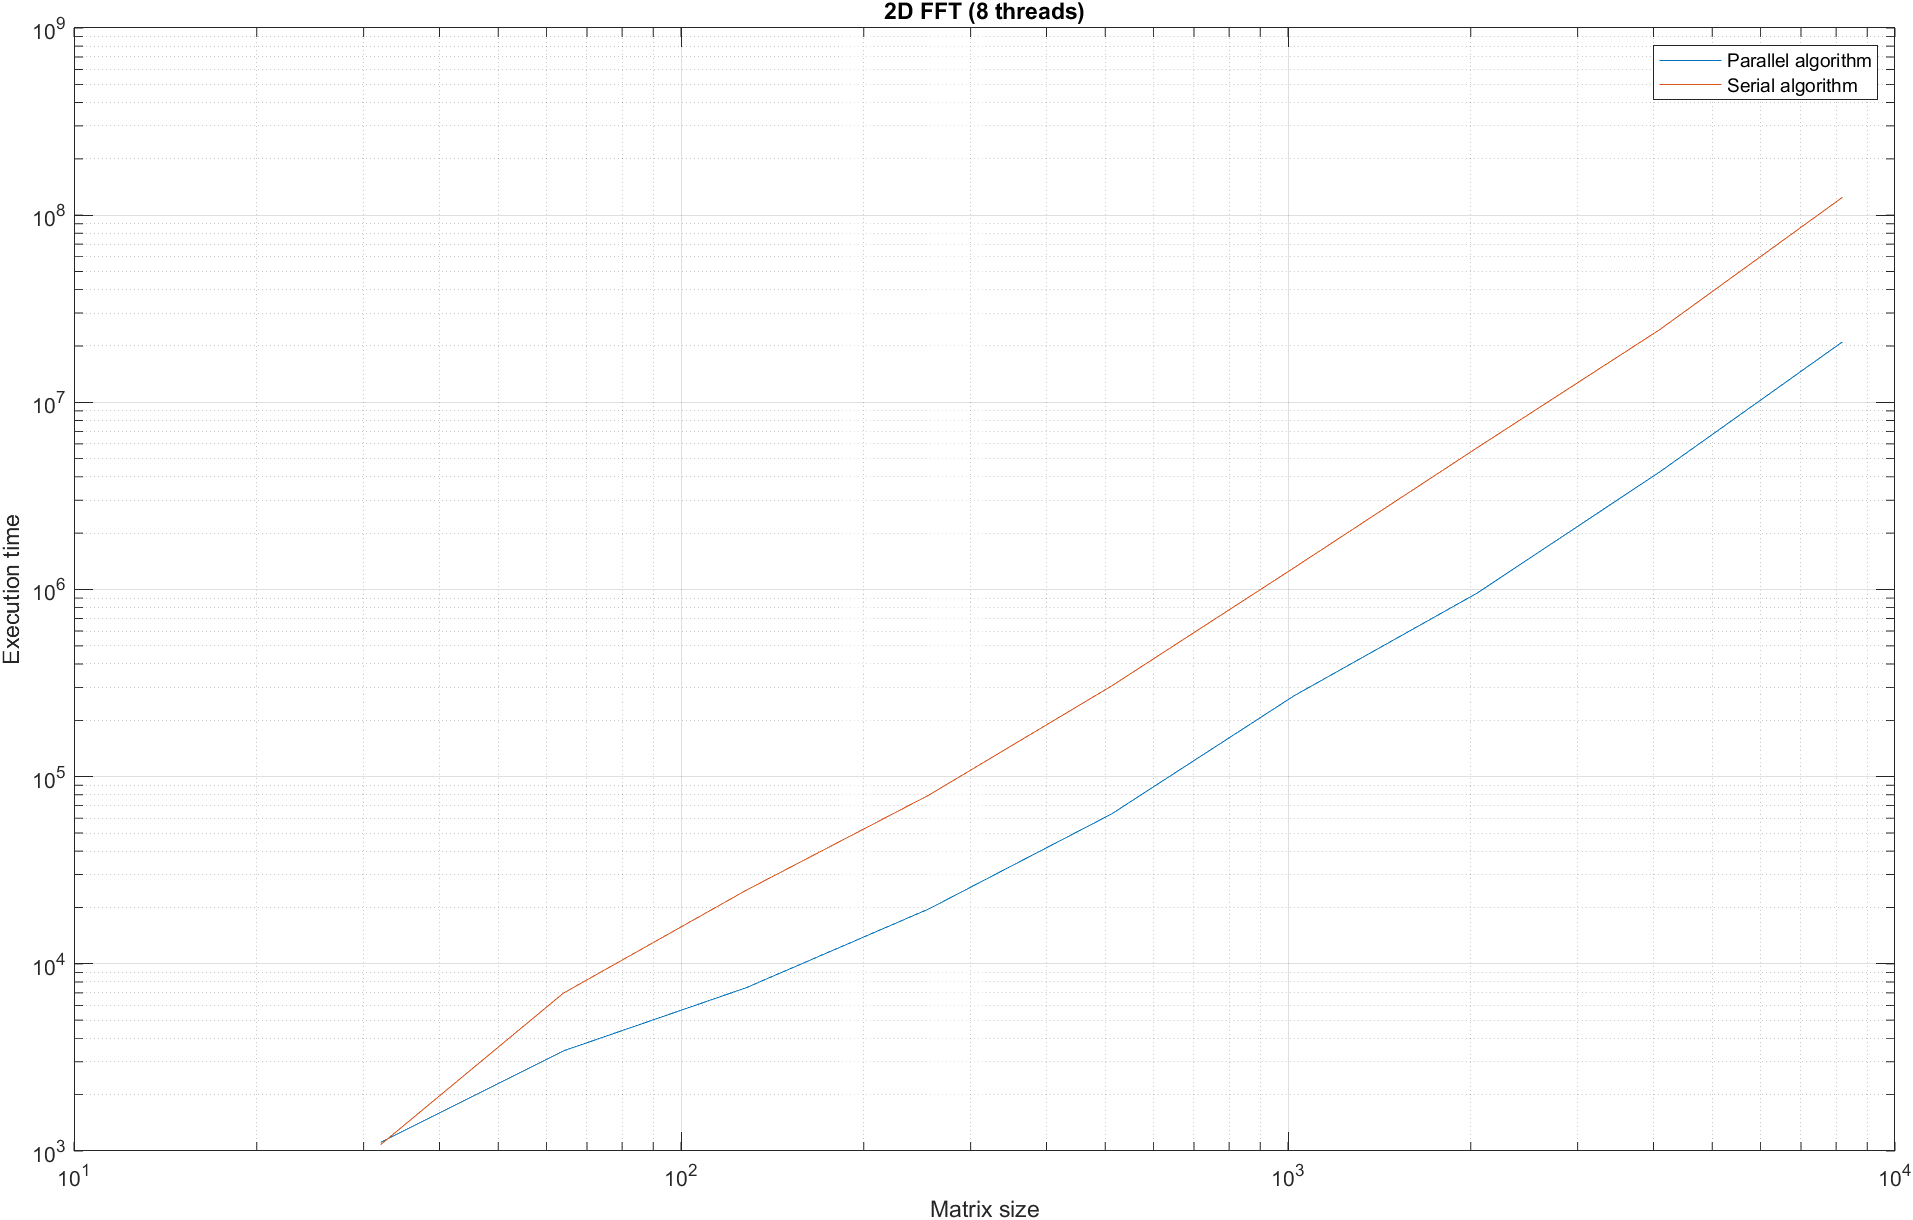 2D FFT (8 threads)
Parallel algorithm
Serial algorithm
10^9
10^8
10^7
10^6
10^5
10^4
10^3
Execution time
10^1 10^2 10^3 10^4
Matrix size